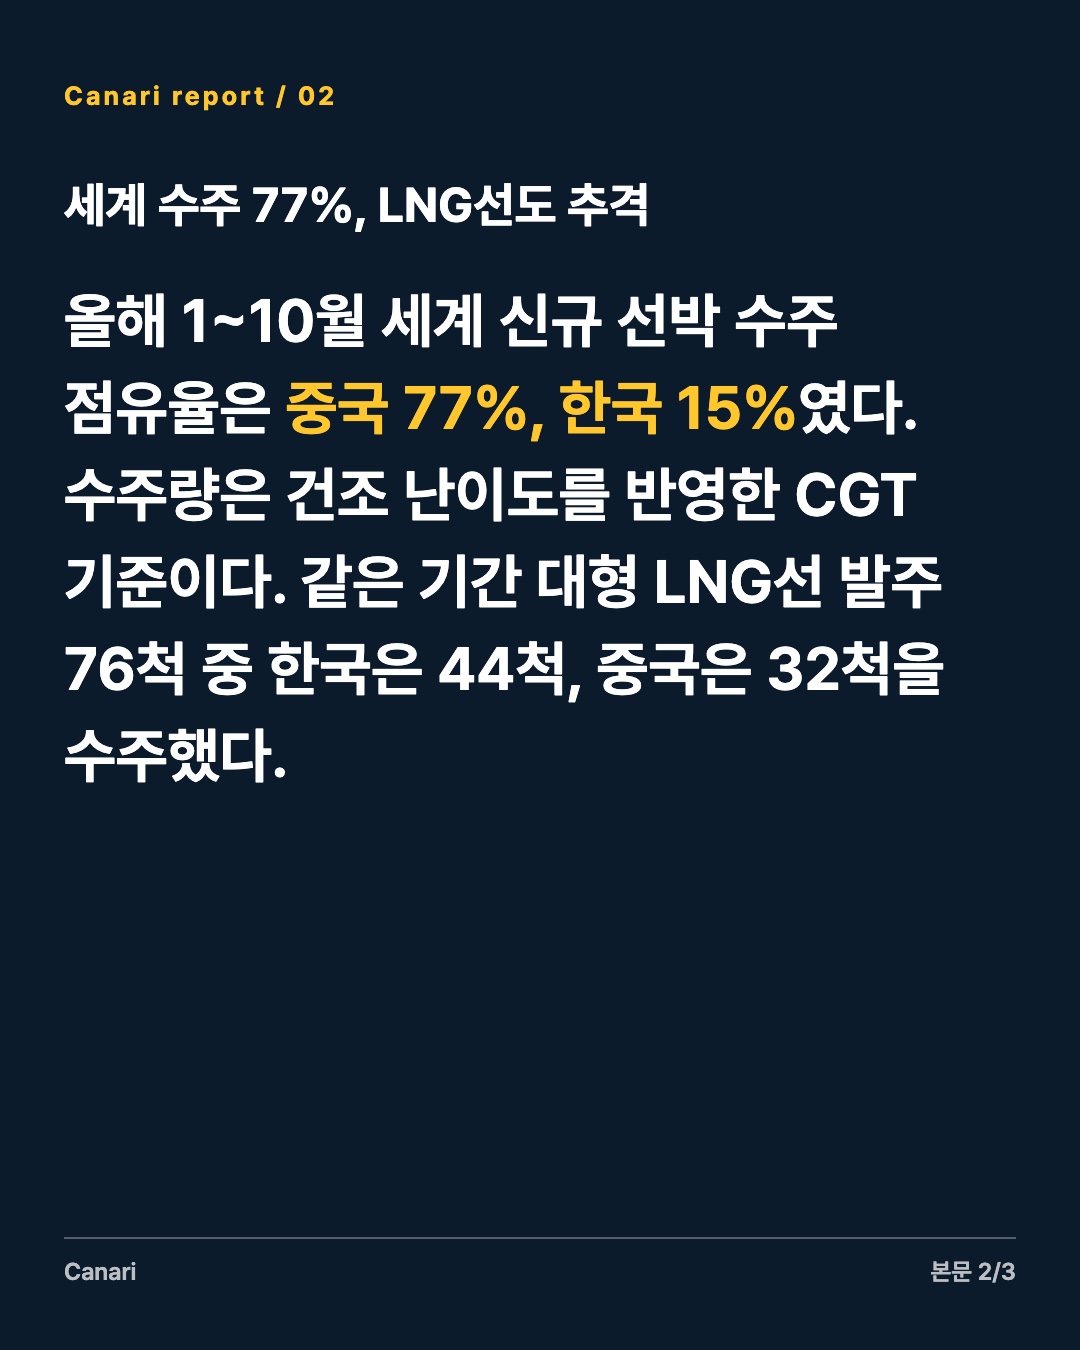 Canari report / 02
세계 수주 77%, LNG선도 추격
올해 1~10월 세계 신규 선박 수주
점유율은 중국 77%, 한국 15%였다.
수주량은 건조 난이도를 반영한 CGT
기준이다. 같은 기간 대형 LNG선 발주
76척 중 한국은 44척, 중국은 32척을
수주했다.
Canari
본문 2/3